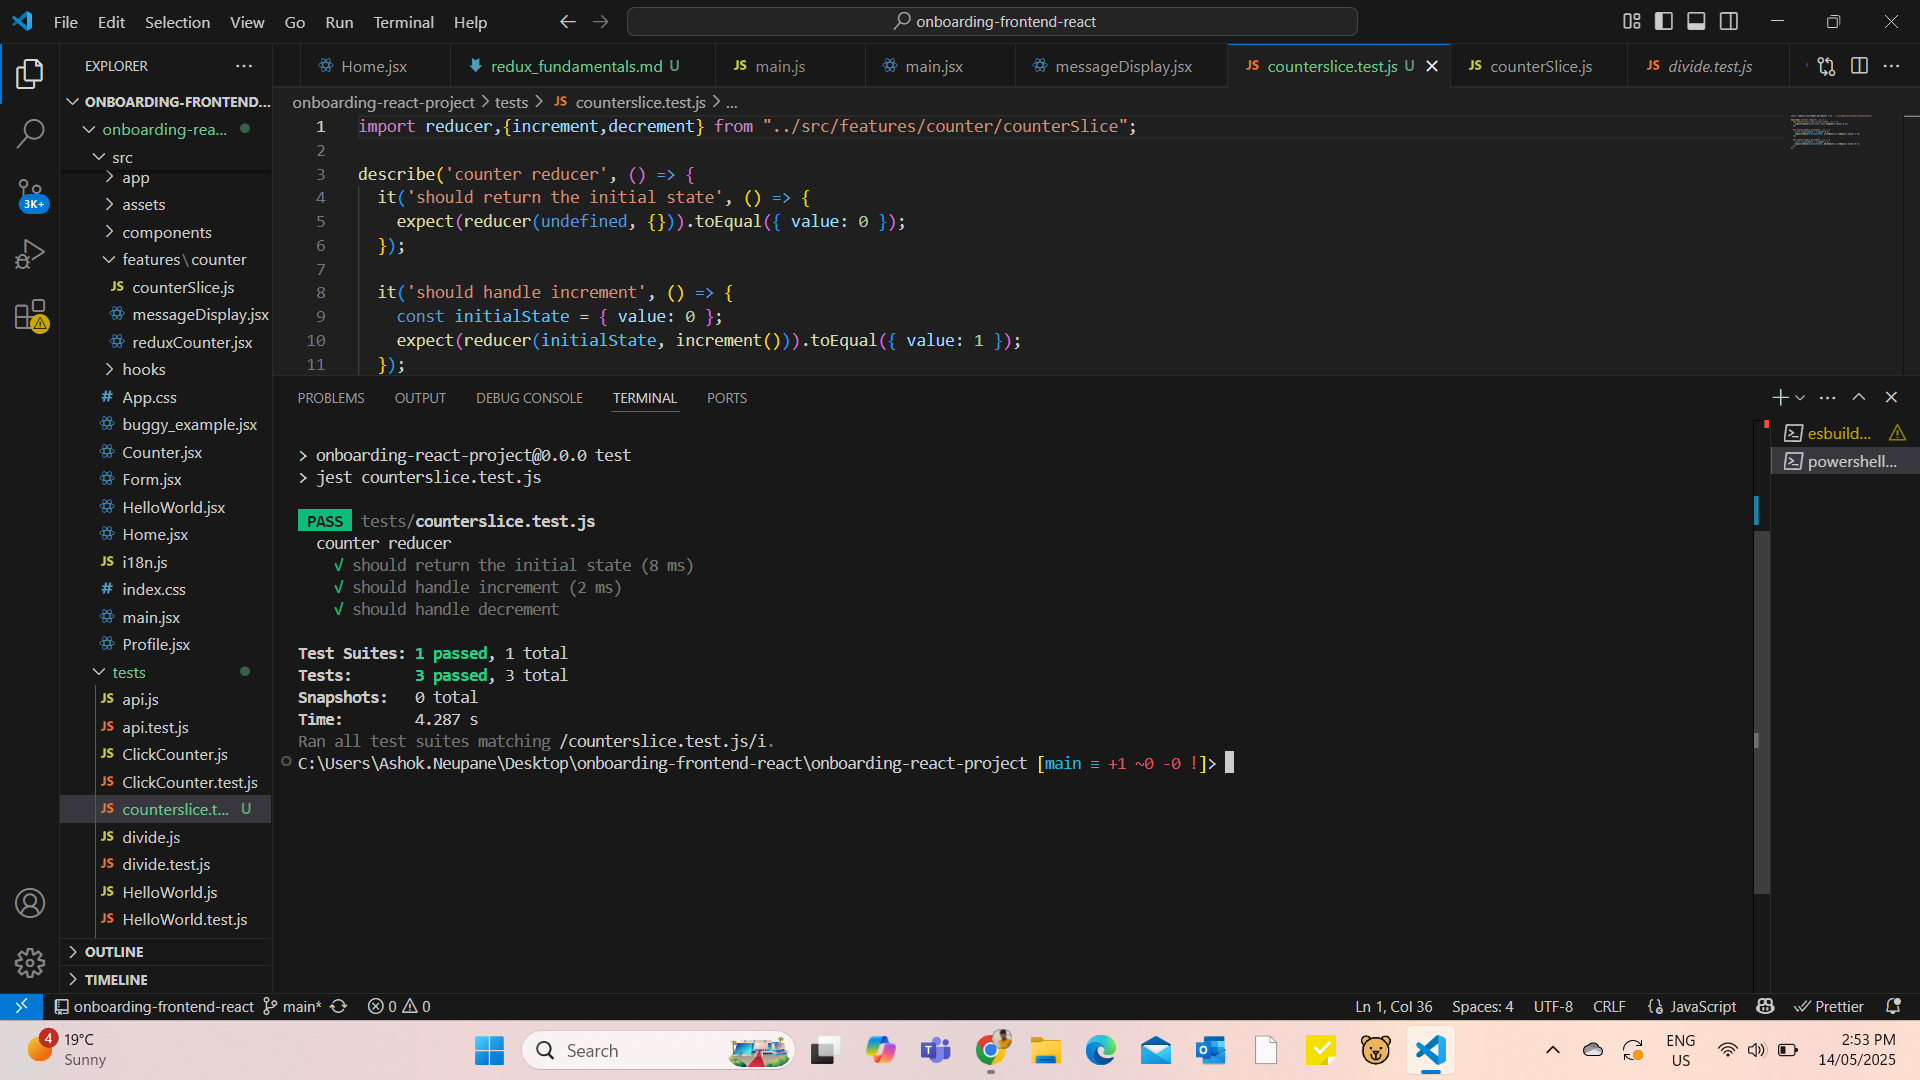 File Edit Selection View Go Run Terminal Help
onboarding-frontend-react
EXPLORER
ONBOARDING-FRONTEND...
onboarding-rea...
src
app
assets
components
features\counter
JS counterSlice.js
messageDisplay.jsx
reduxCounter.jsx
hooks
# App.css
buggy_example.jsx
Counter.jsx
Form.jsx
HelloWorld.jsx
Home.jsx
JS i18n.js
# index.css
main.jsx
Profile.jsx
tests
JS api.js
JS api.test.js
JS ClickCounter.js
JS ClickCounter.test.js
JS counterslice.t... U
JS divide.js
JS divide.test.js
JS HelloWorld.js
JS HelloWorld.test.js
OUTLINE
TIMELINE
3K+
Home.jsx
redux_fundamentals.md U
JS main.js
main.jsx
messageDisplay.jsx
JS counterslice.test.js U
JS counterSlice.js
JS divide.test.js
onboarding-react-project > tests > JS counterslice.test.js > ...
1 import reducer,{increment,decrement} from "../src/features/counter/counterSlice";
2
3 describe('counter reducer', () => {
4 it('should return the initial state', () => {
5 expect(reducer(undefined, {})).toEqual({ value: 0 });
6 });
7
8 it('should handle increment', () => {
9 const initialState = { value: 0 };
10 expect(reducer(initialState, increment())).toEqual({ value: 1 });
11 });
PROBLEMS OUTPUT DEBUG CONSOLE TERMINAL PORTS
> onboarding-react-project@0.0.0 test
> jest counterslice.test.js
PASS tests/counterslice.test.js
counter reducer
√ should return the initial state (8 ms)
√ should handle increment (2 ms)
√ should handle decrement
Test Suites: 1 passed, 1 total
Tests: 3 passed, 3 total
Snapshots: 0 total
Time: 4.287 s
Ran all test suites matching /counterslice.test.js/i.
C:\Users\Ashok.Neupane\Desktop\onboarding-frontend-react\onboarding-react-project [main ≡ +1 ~0 -0 !]>
esbuild...
powershell...
onboarding-frontend-react main* 0 0
Ln 1, Col 36 Spaces: 4 UTF-8 CRLF {} JavaScript Prettier
4
19°C
Sunny
Search
ENG
US
2:53 PM
14/05/2025